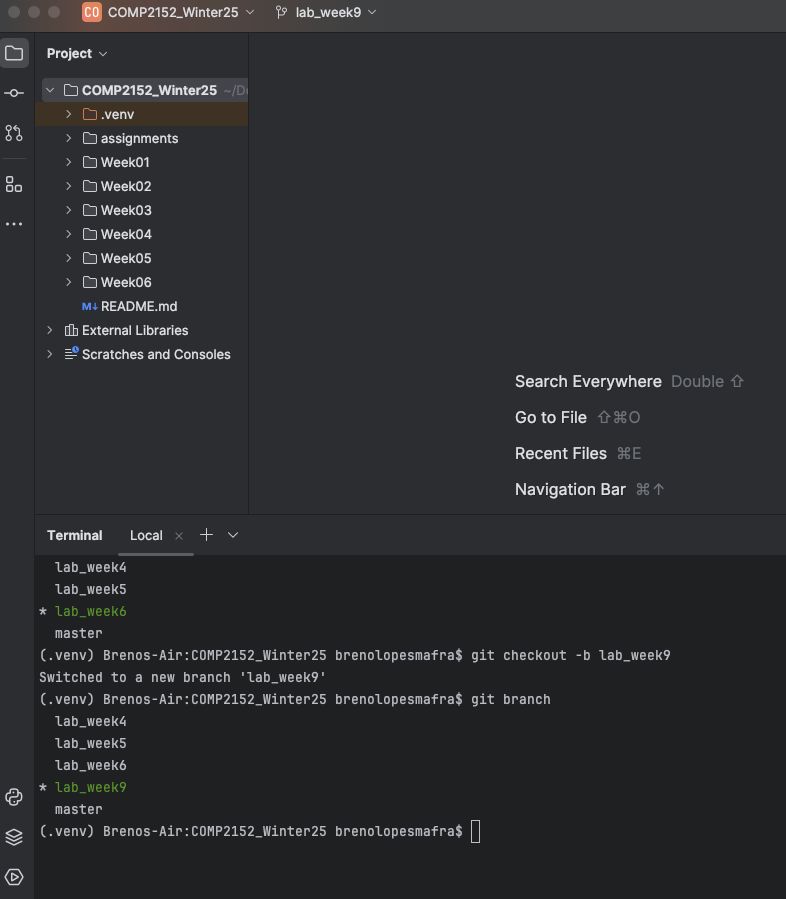 CO COMP2152_Winter25 lab_week9
Project
COMP2152_Winter25 ~/D
.venv
assignments
Week01
Week02
Week03
Week04
Week05
Week06
M↓ README.md
External Libraries
Scratches and Consoles
Search Everywhere Double ⇧
Go to File ⇧⌘O
Recent Files ⌘E
Navigation Bar ⌘↑
Terminal Local × +
lab_week4
lab_week5
* lab_week6
master
(.venv) Brenos-Air:COMP2152_Winter25 brenolopesmafra$ git checkout -b lab_week9
Switched to a new branch 'lab_week9'
(.venv) Brenos-Air:COMP2152_Winter25 brenolopesmafra$ git branch
lab_week4
lab_week5
lab_week6
* lab_week9
master
(.venv) Brenos-Air:COMP2152_Winter25 brenolopesmafra$